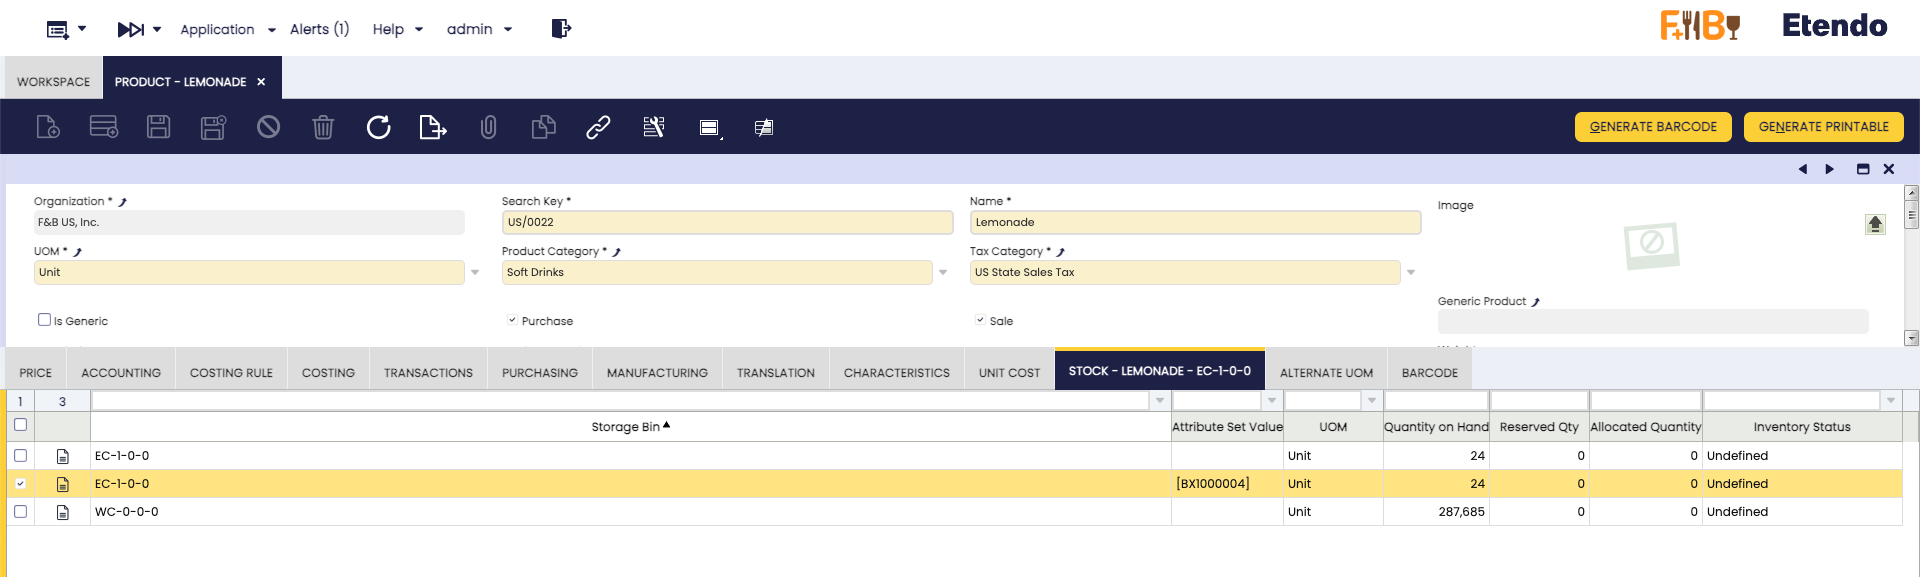 Application Alerts (1) Help admin F&B Etendo
WORKSPACE PRODUCT - LEMONADE
GENERATE BARCODE GENERATE PRINTABLE
Organization * Search Key * Name * Image
F&B US, Inc. US/0022 Lemonade
UOM * Product Category * Tax Category *
Unit Soft Drinks US State Sales Tax
Generic Product
Is Generic Purchase Sale
PRICE ACCOUNTING COSTING RULE COSTING TRANSACTIONS PURCHASING MANUFACTURING TRANSLATION CHARACTERISTICS UNIT COST STOCK - LEMONADE - EC-1-0-0 ALTERNATE UOM BARCODE
1 3
Storage Bin Attribute Set Value UOM Quantity on Hand Reserved Qty Allocated Quantity Inventory Status
EC-1-0-0 Unit 24 0 0 Undefined
EC-1-0-0 [BX1000004] Unit 24 0 0 Undefined
WC-0-0-0 Unit 287,685 0 0 Undefined